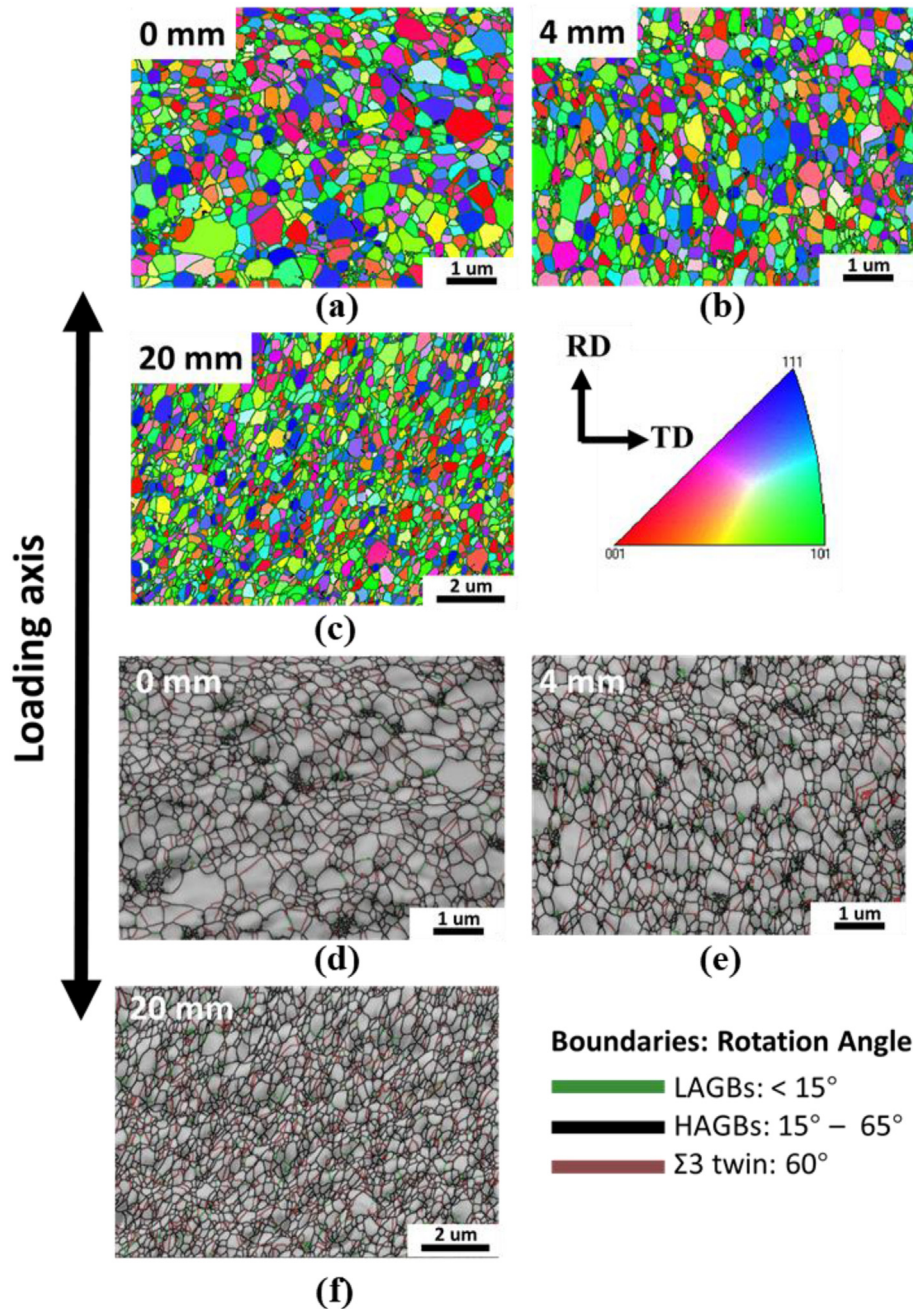 0 mm
4 mm
1 um
1 um
(a)
(b)
20 mm
RD
TD
111
001
101
2 um
(c)
Loading axis
0 mm
4 mm
1 um
1 um
(d)
(e)
20 mm
2 um
(f)
Boundaries: Rotation Angle
LAGBs: < 15°
HAGBs: 15° – 65°
Σ3 twin: 60°